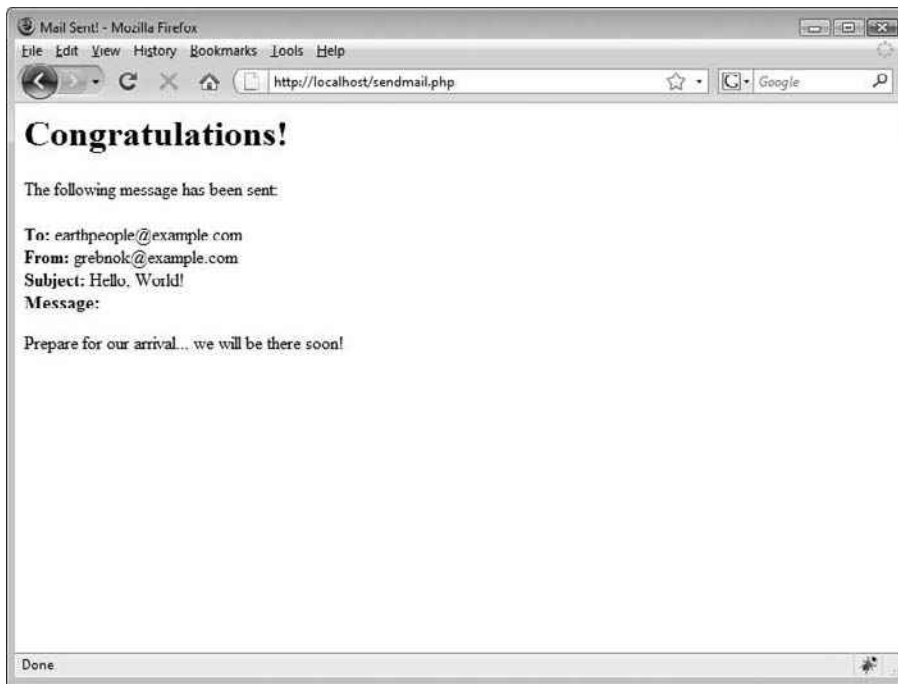 Mail Sent! - Mozilla Firefox
File Edit View History Bookmarks Tools Help
http://localhost/sendmail.php
Google
Congratulations!
The following message has been sent:
To: earthpeople@example.com
From: grebnok@example.com
Subject: Hello, World!
Message:
Prepare for our arrival... we will be there soon!
Done